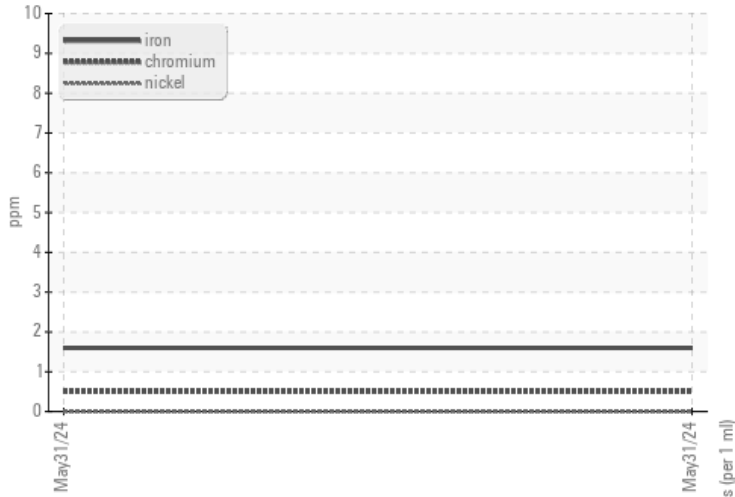 10
9
8
7
6
5
4
3
2
1
0
ppm
iron
chromium
nickel
May31/24
May31/24
s (per 1 ml)